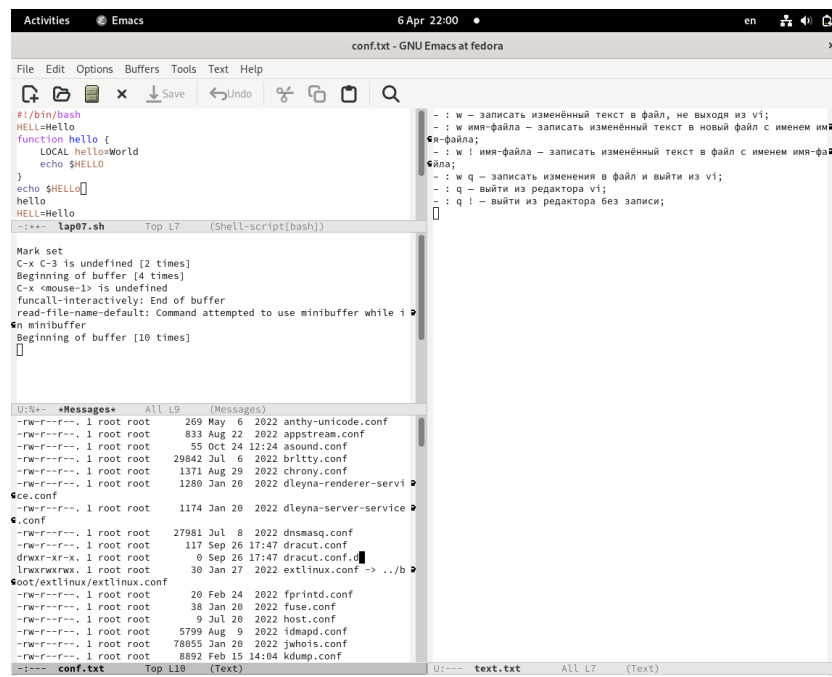 Activities Emacs 6 Apr 22:00 en
conf.txt - GNU Emacs at fedora
File Edit Options Buffers Tools Text Help
Save Undo
#!/bin/bash
HELL=Hello
function hello {
    LOCAL hello=World
    echo $HELLO
}
echo $HELLo
hello
HELL=Hello
-:**- lap07.sh Top L7 (Shell-script[bash])
Mark set
C-x C-3 is undefined [2 times]
Beginning of buffer [4 times]
C-x <mouse-1> is undefined
funcall-interactively: End of buffer
read-file-name-default: Command attempted to use minibuffer while i
n minibuffer
Beginning of buffer [10 times]
U:%*- *Messages* All L9 (Messages)
-rw-r--r--. 1 root root 269 May 6 2022 anthy-unicode.conf
-rw-r--r--. 1 root root 833 Aug 22 2022 appstream.conf
-rw-r--r--. 1 root root 55 Oct 24 12:24 asound.conf
-rw-r--r--. 1 root root 29842 Jul 6 2022 brltty.conf
-rw-r--r--. 1 root root 1371 Aug 29 2022 chrony.conf
-rw-r--r--. 1 root root 1280 Jan 20 2022 dleyna-renderer-servi
ce.conf
-rw-r--r--. 1 root root 1174 Jan 20 2022 dleyna-server-service
.conf
-rw-r--r--. 1 root root 27981 Jul 8 2022 dnsmasq.conf
-rw-r--r--. 1 root root 117 Sep 26 17:47 dracut.conf
drwxr-xr-x. 1 root root 0 Sep 26 17:47 dracut.conf.d
lrwxrwxrwx. 1 root root 30 Jan 27 2022 extlinux.conf -> ../b
oot/extlinux/extlinux.conf
-rw-r--r--. 1 root root 20 Feb 24 2022 fprintd.conf
-rw-r--r--. 1 root root 38 Jan 20 2022 fuse.conf
-rw-r--r--. 1 root root 9 Jul 20 2022 host.conf
-rw-r--r--. 1 root root 5799 Aug 9 2022 idmapd.conf
-rw-r--r--. 1 root root 78055 Jan 20 2022 jwhois.conf
-rw-r--r--. 1 root root 8892 Feb 15 14:04 kdump.conf
-:--- conf.txt Top L10 (Text)
– : w — записать изменённый текст в файл, не выходя из vi;
– : w имя-файла — записать изменённый текст в новый файл с именем им
я-файла;
– : w ! имя-файла — записать изменённый текст в файл с именем имя-фа
йла;
– : w q — записать изменения в файл и выйти из vi;
– : q — выйти из редактора vi;
– : q ! — выйти из редактора без записи;
U:--- text.txt All L7 (Text)